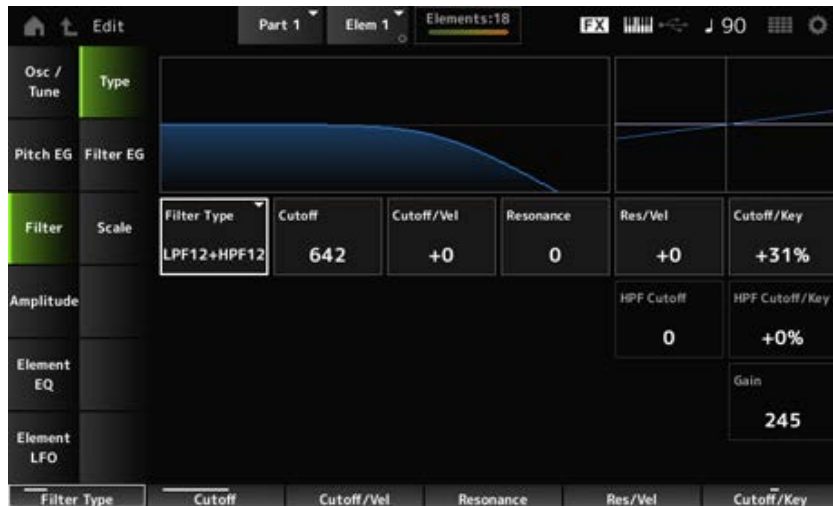 Edit Part 1 Elem 1 Elements:18 FX 90
Osc / Tune
Type
Pitch EG
Filter EG
Filter
Scale
Amplitude
Element EQ
Element LFO
Filter Type Cutoff Cutoff/Vel Resonance Res/Vel Cutoff/Key
LPF12+HPF12 642 +0 0 +0 +31%
HPF Cutoff HPF Cutoff/Key
0 +0%
Gain
245
Filter Type Cutoff Cutoff/Vel Resonance Res/Vel Cutoff/Key